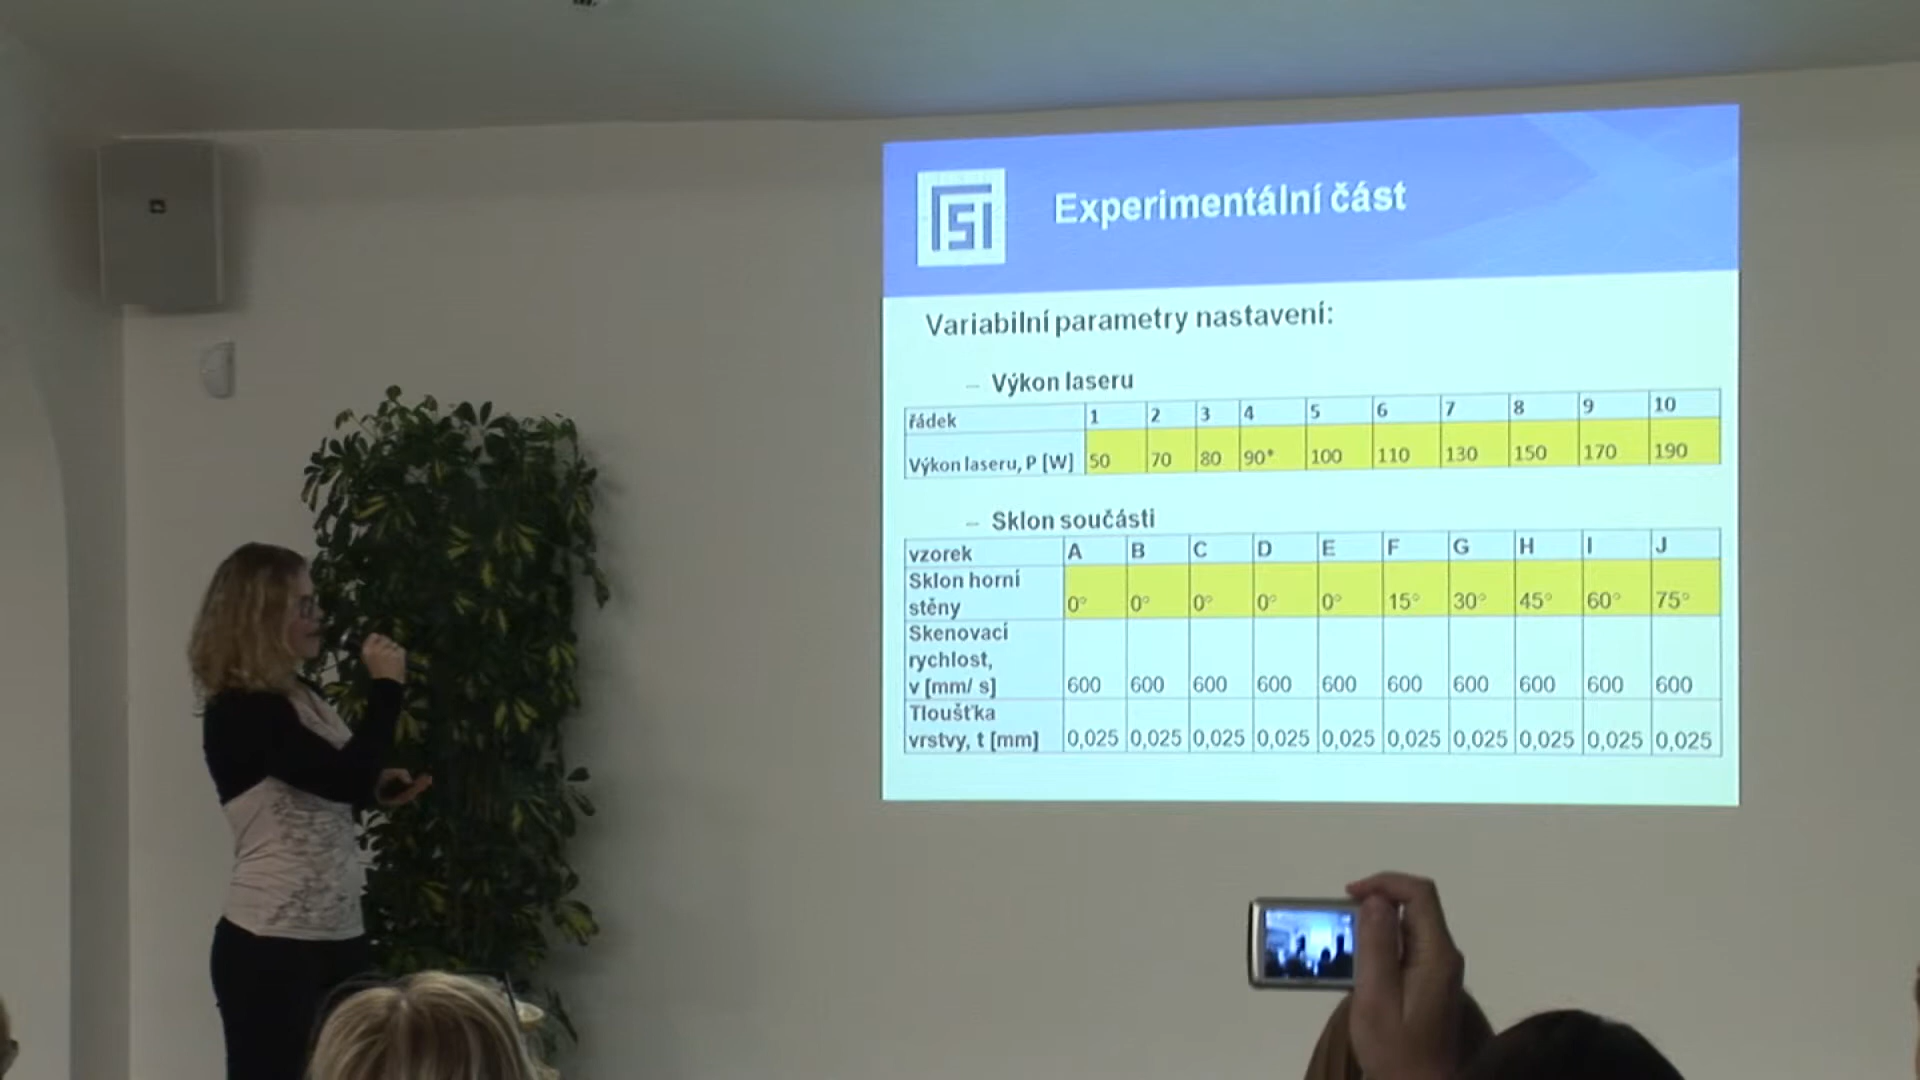 FSI
Experimentální část
Variabilní parametry nastavení:
– Výkon laseru
řádek 1 2 3 4 5 6 7 8 9 10
Výkon laseru, P [W] 50 70 80 90* 100 110 130 150 170 190
– Sklon součásti
vzorek A B C D E F G H I J
Sklon horní
stěny 0° 0° 0° 0° 0° 15° 30° 45° 60° 75°
Skenovací
rychlost,
v [mm/ s] 600 600 600 600 600 600 600 600 600 600
Tloušťka
vrstvy, t [mm] 0,025 0,025 0,025 0,025 0,025 0,025 0,025 0,025 0,025 0,025